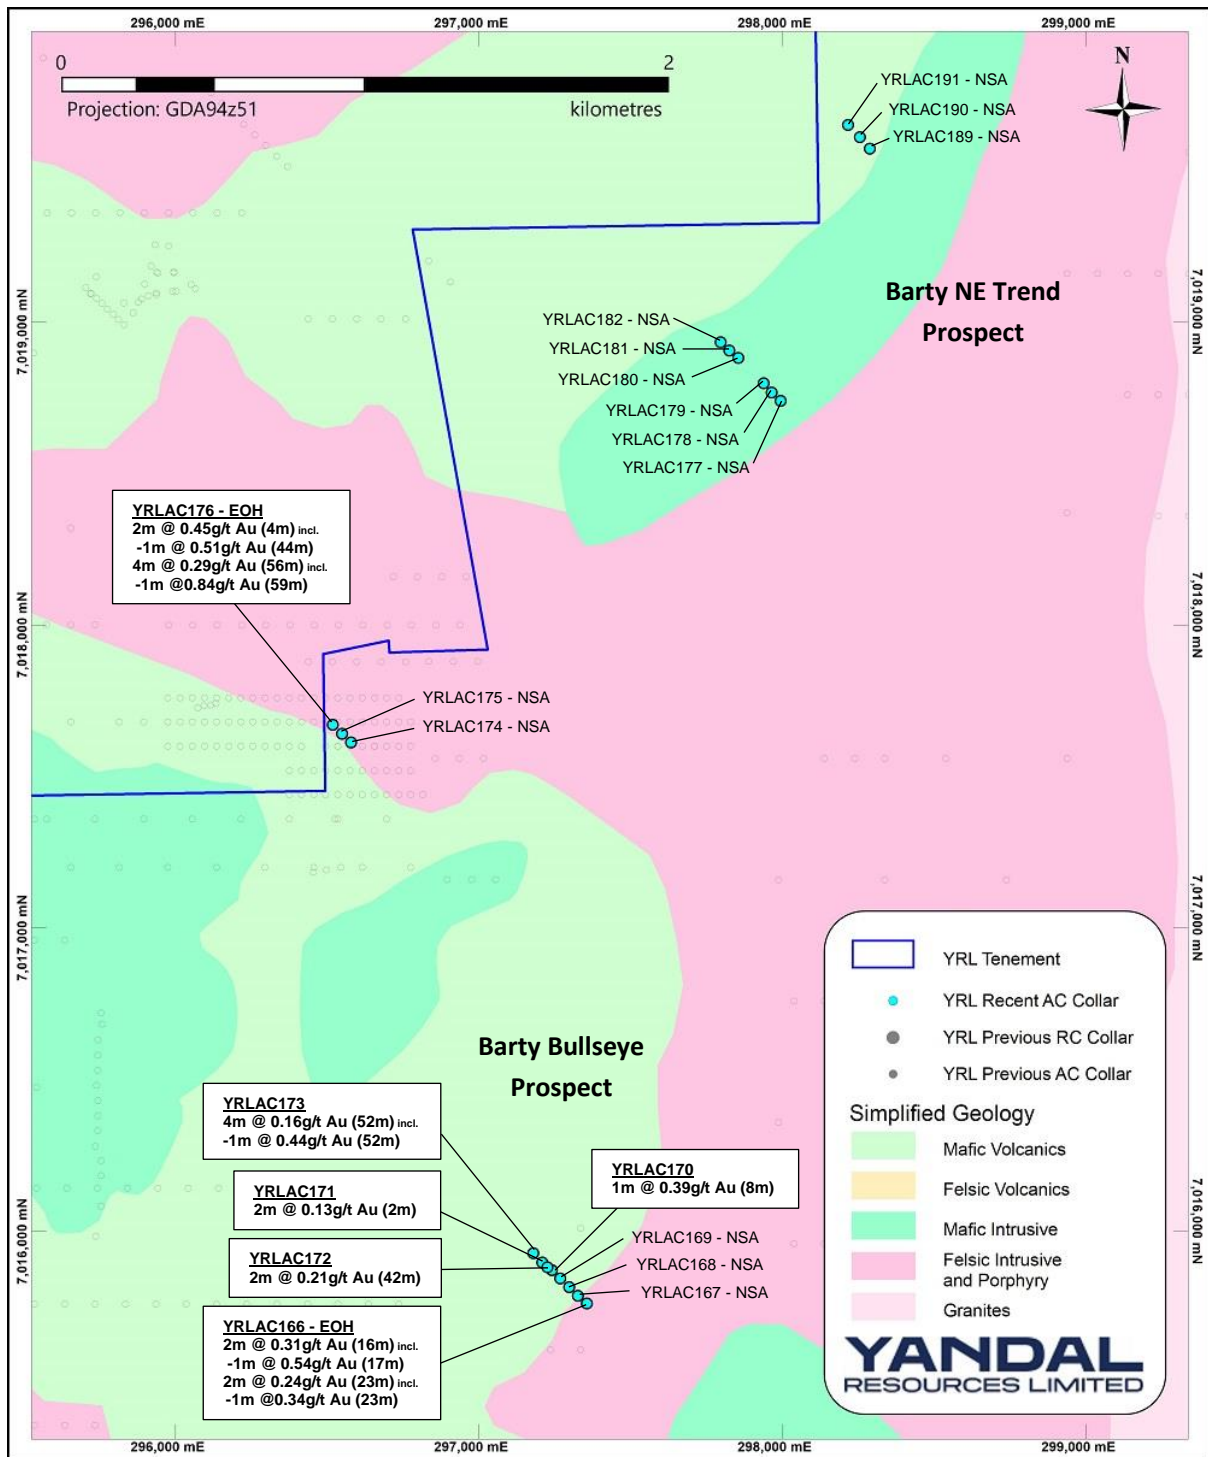 296,000 mE
297,000 mE
298,000 mE
299,000 mE
0
2
Projection: GDA94z51
kilometres
N
YRLAC191 - NSA
YRLAC190 - NSA
YRLAC189 - NSA
7,019,000 mN
7,019,000 mN
Barty NE Trend
Prospect
YRLAC182 - NSA
YRLAC181 - NSA
YRLAC180 - NSA
YRLAC179 - NSA
YRLAC178 - NSA
YRLAC177 - NSA
YRLAC176 - EOH
2m @ 0.45g/t Au (4m) incl.
-1m @ 0.51g/t Au (44m)
4m @ 0.29g/t Au (56m) incl.
-1m @0.84g/t Au (59m)
7,018,000 mN
7,018,000 mN
YRLAC175 - NSA
YRLAC174 - NSA
7,017,000 mN
7,017,000 mN
Barty Bullseye
Prospect
YRLAC173
4m @ 0.16g/t Au (52m) incl.
-1m @ 0.44g/t Au (52m)
YRLAC170
1m @ 0.39g/t Au (8m)
YRLAC171
2m @ 0.13g/t Au (2m)
YRLAC172
2m @ 0.21g/t Au (42m)
YRLAC169 - NSA
YRLAC168 - NSA
YRLAC167 - NSA
YRLAC166 - EOH
2m @ 0.31g/t Au (16m) incl.
-1m @ 0.54g/t Au (17m)
2m @ 0.24g/t Au (23m) incl.
-1m @0.34g/t Au (23m)
7,016,000 mN
7,016,000 mN
YRL Tenement
YRL Recent AC Collar
YRL Previous RC Collar
YRL Previous AC Collar
Simplified Geology
Mafic Volcanics
Felsic Volcanics
Mafic Intrusive
Felsic Intrusive
and Porphyry
Granites
YANDAL
RESOURCES LIMITED
296,000 mE
297,000 mE
298,000 mE
299,000 mE